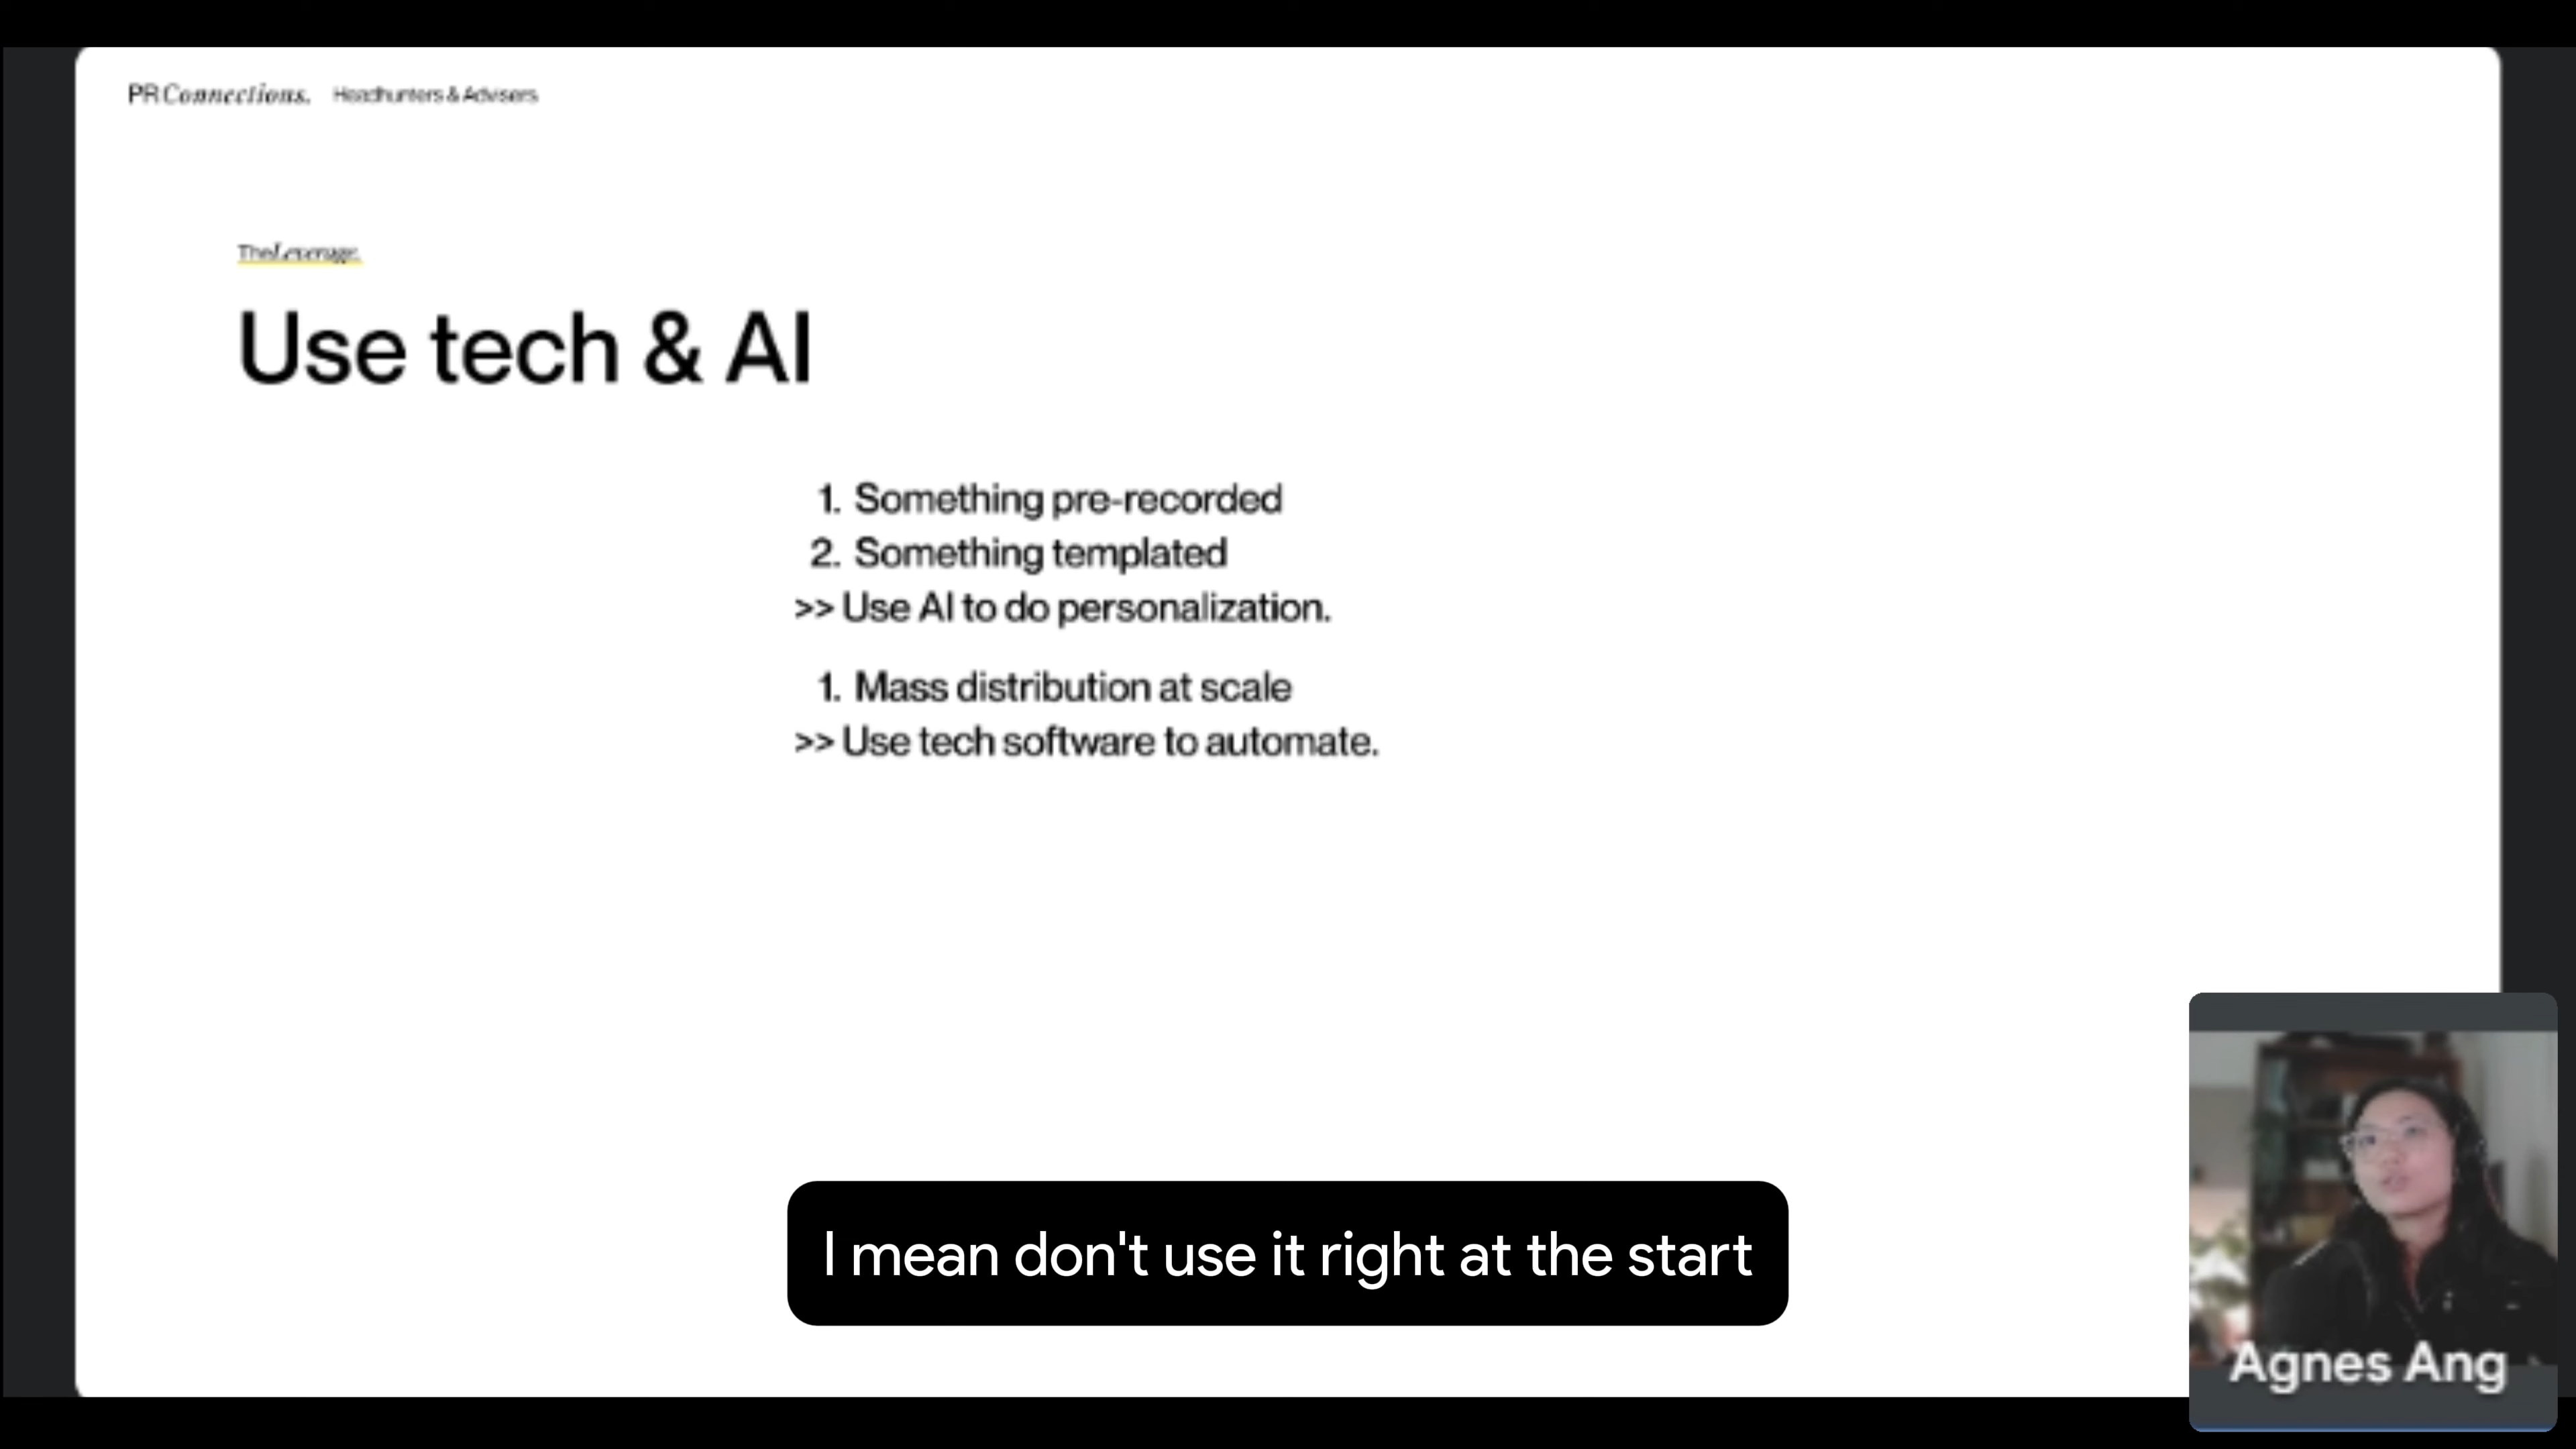 PR Connections. Headhunters & Advisers
The Leverage.
Use tech & AI
1. Something pre-recorded
2. Something templated
>> Use AI to do personalization.
1. Mass distribution at scale
>> Use tech software to automate.
I mean don't use it right at the start
Agnes Ang